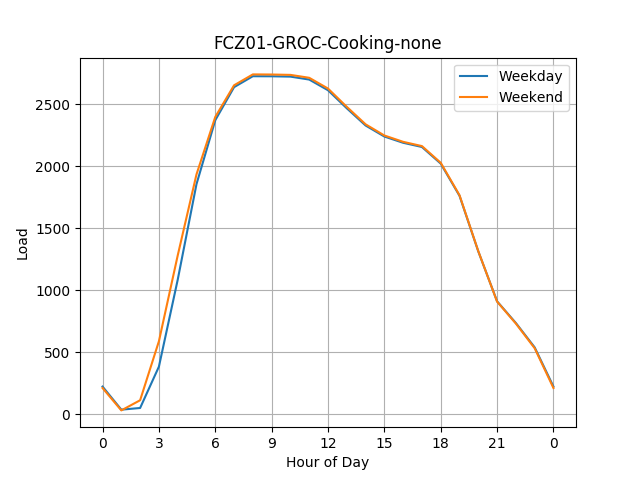 FCZ01-GROC-Cooking-none
Weekday
Weekend
2500
2000
1500
1000
500
0
Load
0 3 6 9 12 15 18 21 0
Hour of Day